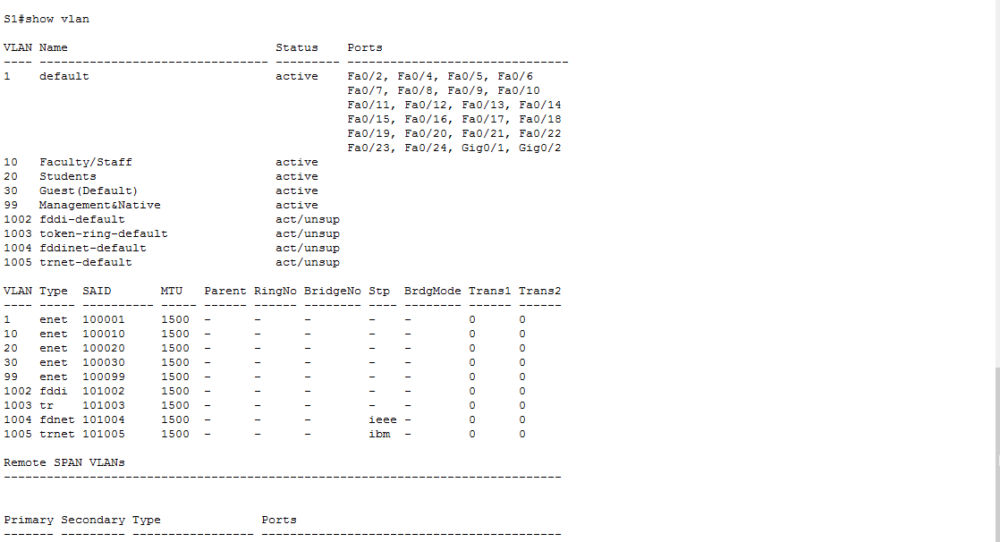 S1#show vlan
VLAN Name                             Status    Ports
---- -------------------------------- --------- -------------------------------
1    default                          active    Fa0/2, Fa0/4, Fa0/5, Fa0/6
                                                Fa0/7, Fa0/8, Fa0/9, Fa0/10
                                                Fa0/11, Fa0/12, Fa0/13, Fa0/14
                                                Fa0/15, Fa0/16, Fa0/17, Fa0/18
                                                Fa0/19, Fa0/20, Fa0/21, Fa0/22
                                                Fa0/23, Fa0/24, Gig0/1, Gig0/2
10   Faculty/Staff                    active
20   Students                         active
30   Guest(Default)                   active
99   Management&Native                active
1002 fddi-default                     act/unsup
1003 token-ring-default               act/unsup
1004 fddinet-default                  act/unsup
1005 trnet-default                    act/unsup
VLAN Type  SAID       MTU   Parent RingNo BridgeNo Stp  BrdgMode Trans1 Trans2
---- ----- ---------- ----- ------ ------ -------- ---- -------- ------ ------
1    enet  100001     1500  -      -      -        -    -        0      0
10   enet  100010     1500  -      -      -        -    -        0      0
20   enet  100020     1500  -      -      -        -    -        0      0
30   enet  100030     1500  -      -      -        -    -        0      0
99   enet  100099     1500  -      -      -        -    -        0      0
1002 fddi  101002     1500  -      -      -        -    -        0      0
1003 tr    101003     1500  -      -      -        -    -        0      0
1004 fdnet 101004     1500  -      -      -        ieee -        0      0
1005 trnet 101005     1500  -      -      -        ibm  -        0      0
Remote SPAN VLANs
------------------------------------------------------------------------------
Primary Secondary Type              Ports
------- --------- ----------------- ------------------------------------------